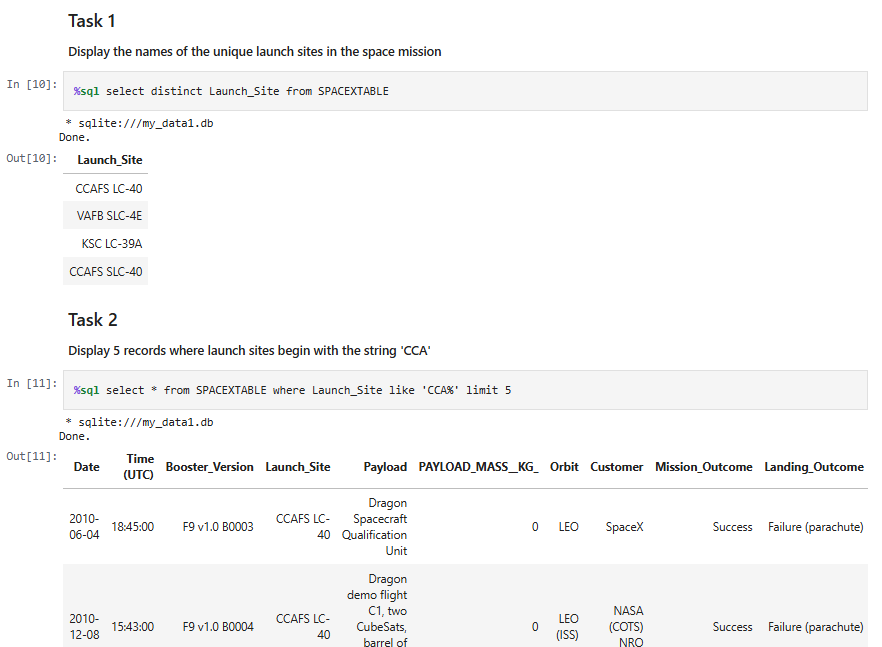 Task 1
Display the names of the unique launch sites in the space mission
In [10]: %sql select distinct Launch_Site from SPACEXTABLE
* sqlite:///my_data1.db
Done.
Out[10]: Launch_Site
CCAFS LC-40
VAFB SLC-4E
KSC LC-39A
CCAFS SLC-40
Task 2
Display 5 records where launch sites begin with the string 'CCA'
In [11]: %sql select * from SPACEXTABLE where Launch_Site like 'CCA%' limit 5
* sqlite:///my_data1.db
Done.
Out[11]: Date Time (UTC) Booster_Version Launch_Site Payload PAYLOAD_MASS__KG_ Orbit Customer Mission_Outcome Landing_Outcome
2010-06-04 18:45:00 F9 v1.0 B0003 CCAFS LC-40 Dragon Spacecraft Qualification Unit 0 LEO SpaceX Success Failure (parachute)
2010-12-08 15:43:00 F9 v1.0 B0004 CCAFS LC-40 Dragon demo flight C1, two CubeSats, barrel of 0 LEO (ISS) NASA (COTS) NRO Success Failure (parachute)